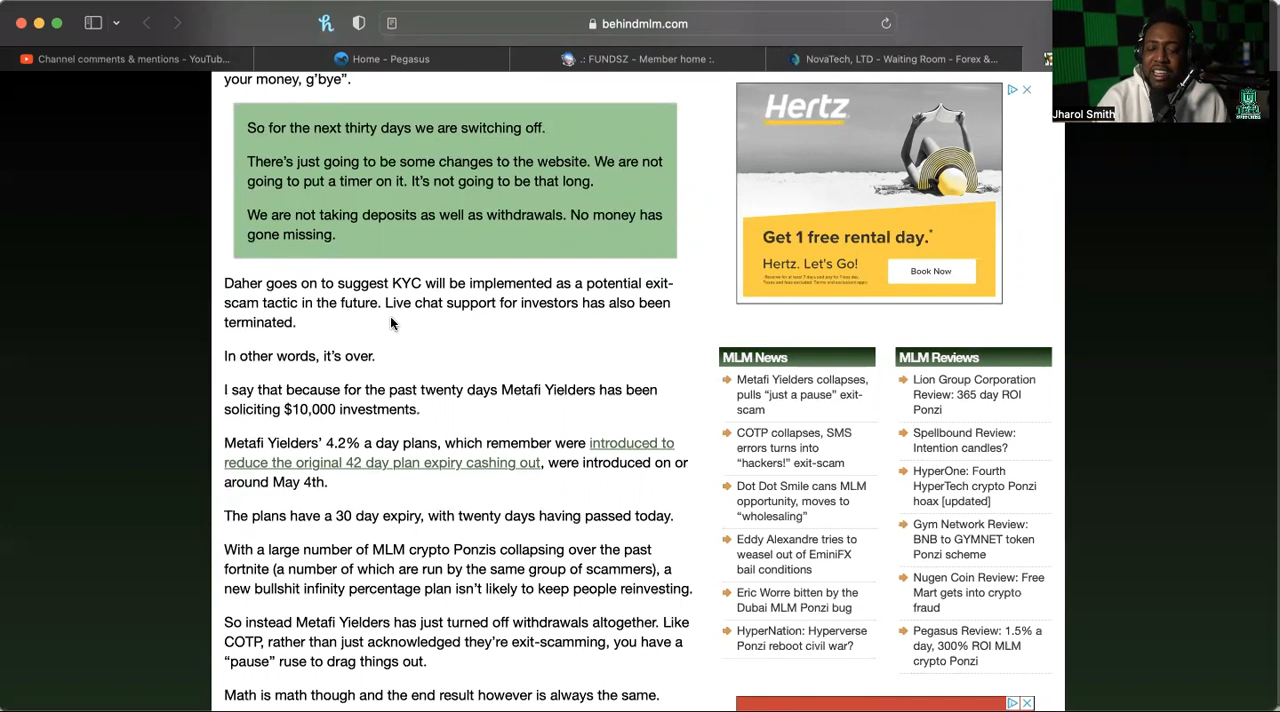 behindmlm.com
Channel comments & mentions - YouTub...
Home - Pegasus
.: FUNDSZ - Member home :.
NovaTech, LTD - Waiting Room - Forex &...
Jharol Smith
your money, g'bye".
So for the next thirty days we are switching off.
There's just going to be some changes to the website. We are not
going to put a timer on it. It's not going to be that long.
We are not taking deposits as well as withdrawals. No money has
gone missing.
Daher goes on to suggest KYC will be implemented as a potential exit-
scam tactic in the future. Live chat support for investors has also been
terminated.
In other words, it's over.
I say that because for the past twenty days Metafi Yielders has been
soliciting $10,000 investments.
Metafi Yielders' 4.2% a day plans, which remember were introduced to
reduce the original 42 day plan expiry cashing out, were introduced on or
around May 4th.
The plans have a 30 day expiry, with twenty days having passed today.
With a large number of MLM crypto Ponzis collapsing over the past
fortnite (a number of which are run by the same group of scammers), a
new bullshit infinity percentage plan isn't likely to keep people reinvesting.
So instead Metafi Yielders has just turned off withdrawals altogether. Like
COTP, rather than just acknowledged they're exit-scamming, you have a
"pause" ruse to drag things out.
Math is math though and the end result however is always the same.
Hertz
Get 1 free rental day.*
Hertz. Let's Go!
Book Now
MLM News
Metafi Yielders collapses,
pulls "just a pause" exit-
scam
COTP collapses, SMS
errors turns into
"hackers!" exit-scam
Dot Dot Smile cans MLM
opportunity, moves to
"wholesaling"
Eddy Alexandre tries to
weasel out of EminiFX
bail conditions
Eric Worre bitten by the
Dubai MLM Ponzi bug
HyperNation: Hyperverse
Ponzi reboot civil war?
MLM Reviews
Lion Group Corporation
Review: 365 day ROI
Ponzi
Spellbound Review:
Intention candles?
HyperOne: Fourth
HyperTech crypto Ponzi
hoax [updated]
Gym Network Review:
BNB to GYMNET token
Ponzi scheme
Nugen Coin Review: Free
Mart gets into crypto
fraud
Pegasus Review: 1.5% a
day, 300% ROI MLM
crypto Ponzi